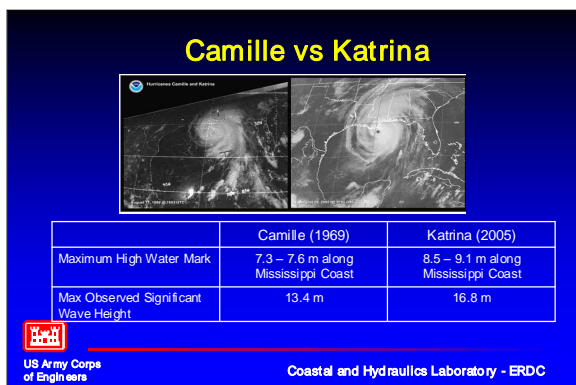 Camille vs Katrina
Hurricanes Camille and Katrina
Camille (1969) Katrina (2005)
Maximum High Water Mark 7.3 – 7.6 m along 8.5 – 9.1 m along
Mississippi Coast Mississippi Coast
Max Observed Significant 13.4 m 16.8 m
Wave Height
US Army Corps
of Engineers
Coastal and Hydraulics Laboratory - ERDC